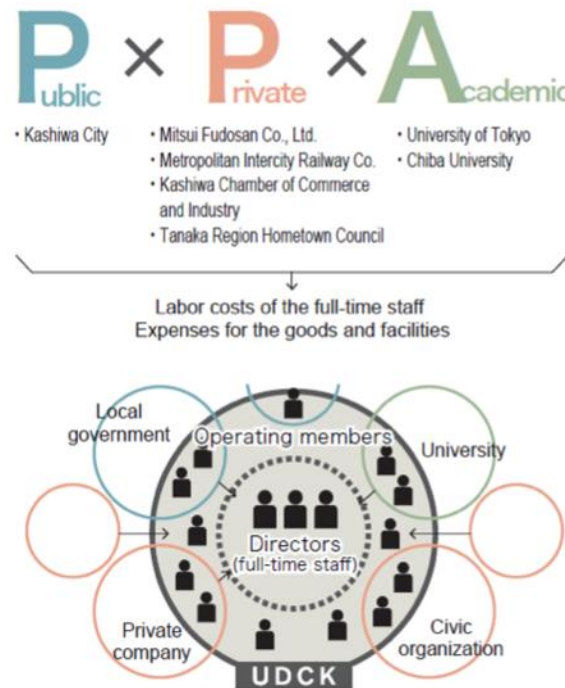 Public × Private × Academic
• Kashiwa City
• Mitsui Fudosan Co., Ltd.
• Metropolitan Intercity Railway Co.
• Kashiwa Chamber of Commerce
and Industry
• Tanaka Region Hometown Council
• University of Tokyo
• Chiba University
Labor costs of the full-time staff
Expenses for the goods and facilities
Local
government
Operating members
University
Directors
(full-time staff)
Private
company
Civic
organization
UDCK